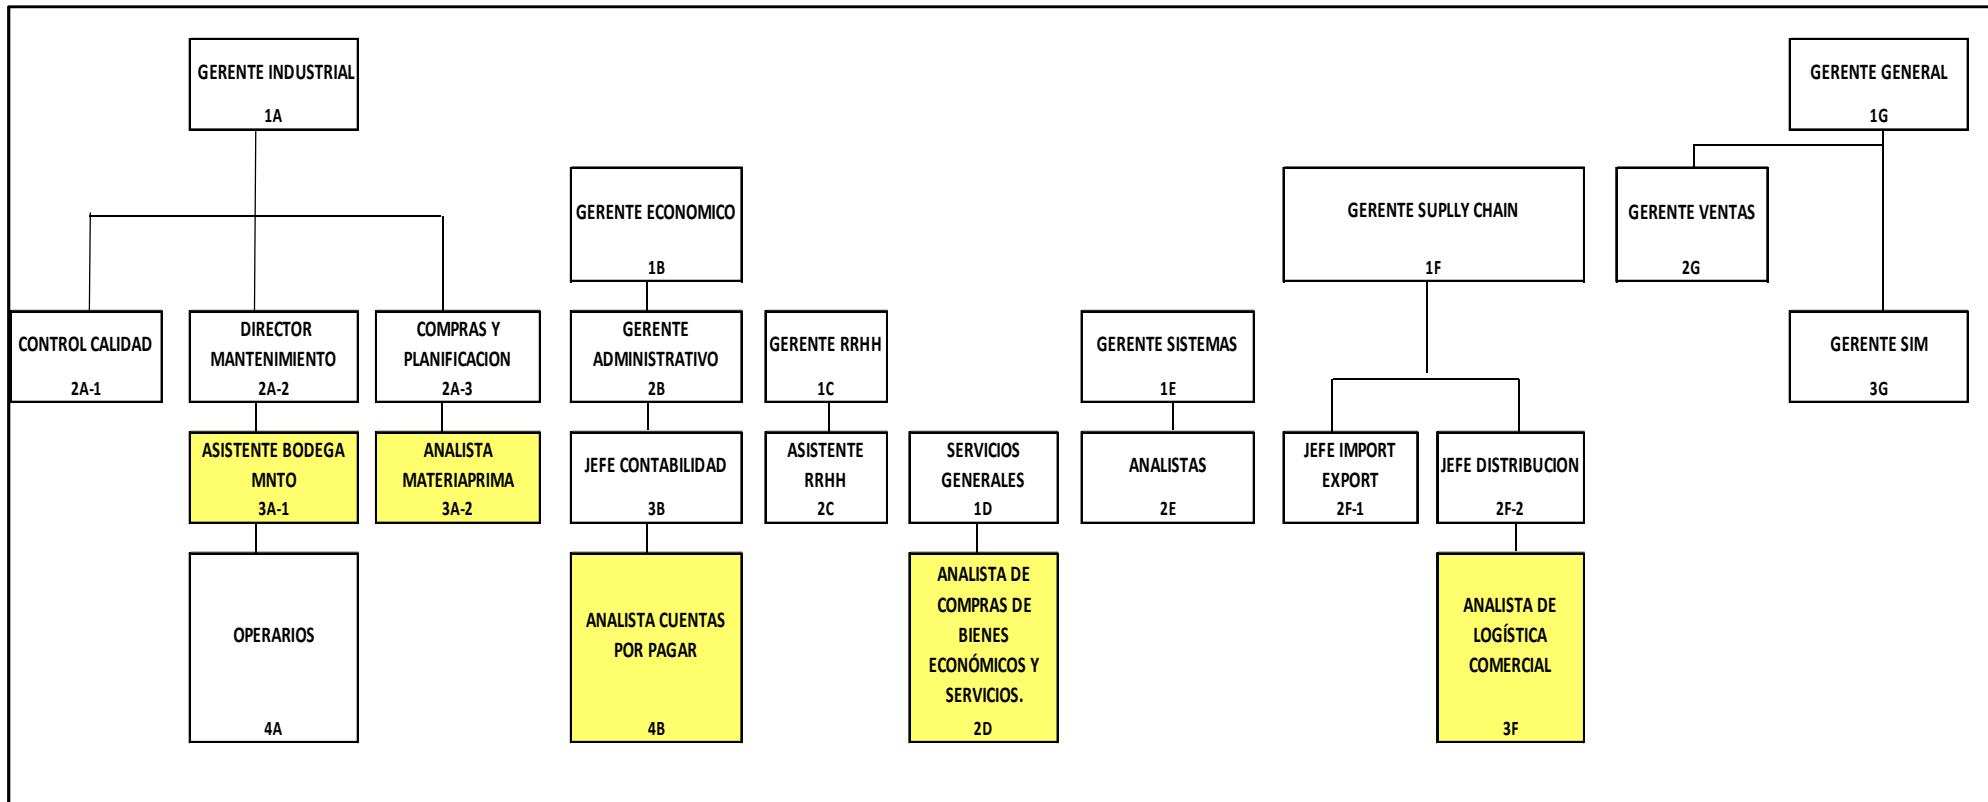 GERENTE INDUSTRIAL
1A
GERENTE GENERAL
1G
GERENTE ECONOMICO
1B
GERENTE SUPLLY CHAIN
1F
GERENTE VENTAS
2G
CONTROL CALIDAD
2A-1
DIRECTOR
MANTENIMIENTO
2A-2
COMPRAS Y
PLANIFICACION
2A-3
GERENTE
ADMINISTRATIVO
2B
GERENTE RRHH
1C
GERENTE SISTEMAS
1E
GERENTE SIM
3G
ASISTENTE BODEGA
MNTO
3A-1
ANALISTA
MATERIAPRIMA
3A-2
JEFE CONTABILIDAD
3B
ASISTENTE
RRHH
2C
SERVICIOS
GENERALES
1D
ANALISTAS
2E
JEFE IMPORT
EXPORT
2F-1
JEFE DISTRIBUCION
2F-2
OPERARIOS
4A
ANALISTA CUENTAS
POR PAGAR
4B
ANALISTA DE
COMPRAS DE
BIENES
ECONÓMICOS Y
SERVICIOS.
2D
ANALISTA DE
LOGÍSTICA
COMERCIAL
3F